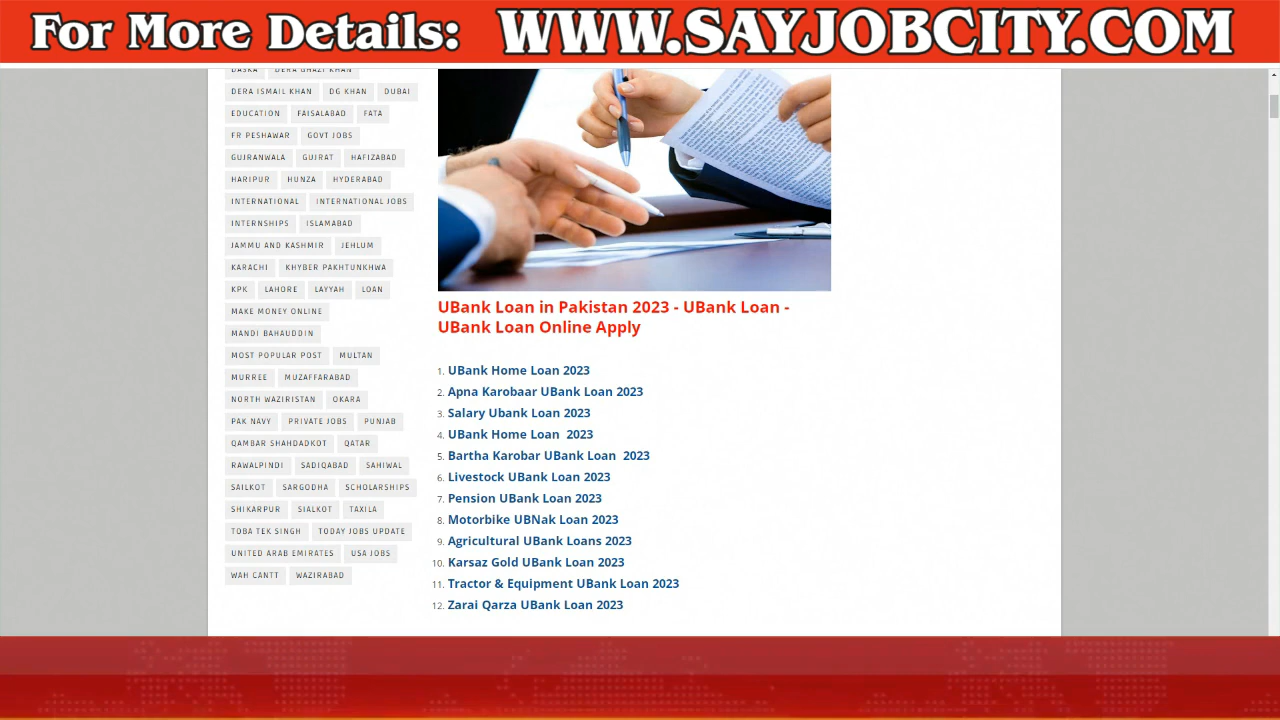 For More Details: WWW.SAYJOBCITY.COM
DASKA DERA GHAZI KHAN
DERA ISMAIL KHAN DG KHAN DUBAI
EDUCATION FAISALABAD FATA
FR PESHAWAR GOVT JOBS
GUJRANWALA GUJRAT HAFIZABAD
HARIPUR HUNZA HYDERABAD
INTERNATIONAL INTERNATIONAL JOBS
INTERNSHIPS ISLAMABAD
JAMMU AND KASHMIR JEHLUM
KARACHI KHYBER PAKHTUNKHWA
KPK LAHORE LAYYAH LOAN
MAKE MONEY ONLINE
MANDI BAHAUDDIN
MOST POPULAR POST MULTAN
MURREE MUZAFFARABAD
NORTH WAZIRISTAN OKARA
PAK NAVY PRIVATE JOBS PUNJAB
QAMBAR SHAHDADKOT QATAR
RAWALPINDI SADIQABAD SAHIWAL
SAILKOT SARGODHA SCHOLARSHIPS
SHIKARPUR SIALKOT TAXILA
TOBA TEK SINGH TODAY JOBS UPDATE
UNITED ARAB EMIRATES USA JOBS
WAH CANTT WAZIRABAD
UBank Loan in Pakistan 2023 - UBank Loan -
UBank Loan Online Apply
1. UBank Home Loan 2023
2. Apna Karobaar UBank Loan 2023
3. Salary Ubank Loan 2023
4. UBank Home Loan  2023
5. Bartha Karobar UBank Loan  2023
6. Livestock UBank Loan 2023
7. Pension UBank Loan 2023
8. Motorbike UBNak Loan 2023
9. Agricultural UBank Loans 2023
10. Karsaz Gold UBank Loan 2023
11. Tractor & Equipment UBank Loan 2023
12. Zarai Qarza UBank Loan 2023